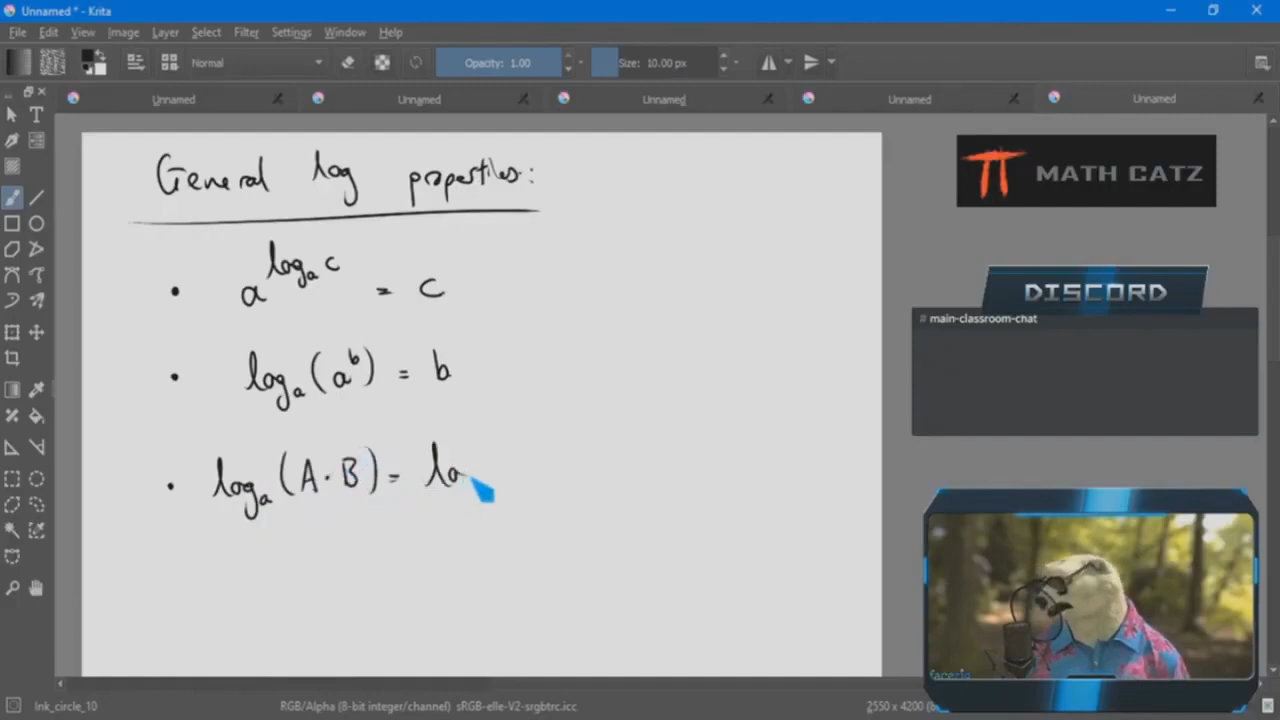 Unnamed * - Krita
File Edit View Image Layer Select Filter Settings Window Help
Normal Opacity: 1.00 Size: 10.00 px
Unnamed Unnamed Unnamed Unnamed Unnamed
General log properties:
a^{log_a c} = c
log_a(a^b) = b
log_a(A · B) = lo
π MATH CATZ
DISCORD
# main-classroom-chat
facerig
Ink_circle_10 RGB/Alpha (8-bit integer/channel) sRGB-elle-V2-srgbtrc.icc 2550 x 4200 (8